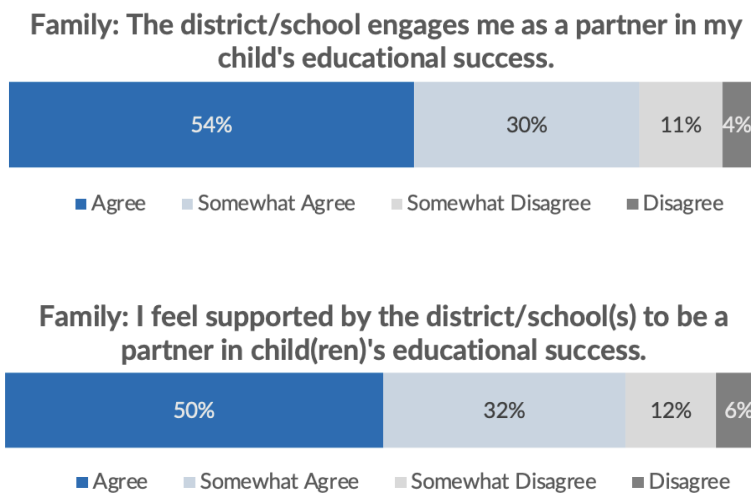 Family: The district/school engages me as a partner in my
child's educational success.
54% 30% 11% 4%
Agree Somewhat Agree Somewhat Disagree Disagree
Family: I feel supported by the district/school(s) to be a
partner in child(ren)'s educational success.
50% 32% 12% 6%
Agree Somewhat Agree Somewhat Disagree Disagree